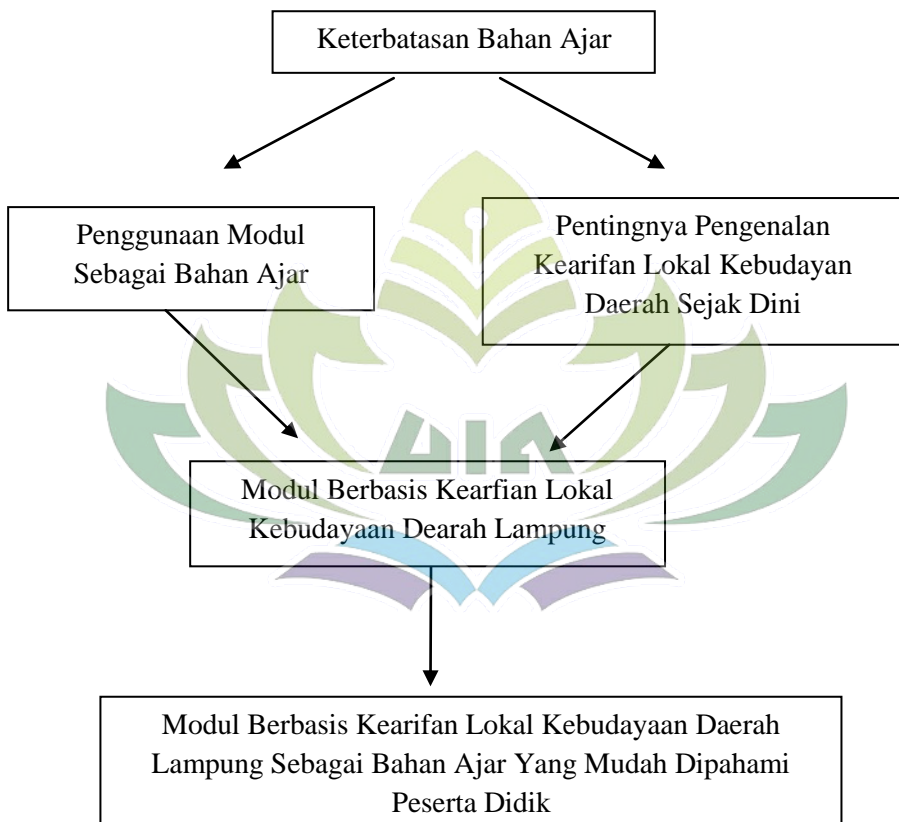 Keterbatasan Bahan Ajar
Penggunaan Modul
Sebagai Bahan Ajar
Pentingnya Pengenalan
Kearifan Lokal Kebudayan
Daerah Sejak Dini
UIN
Modul Berbasis Kearfian Lokal
Kebudayaan Dearah Lampung
Modul Berbasis Kearifan Lokal Kebudayaan Daerah
Lampung Sebagai Bahan Ajar Yang Mudah Dipahami
Peserta Didik